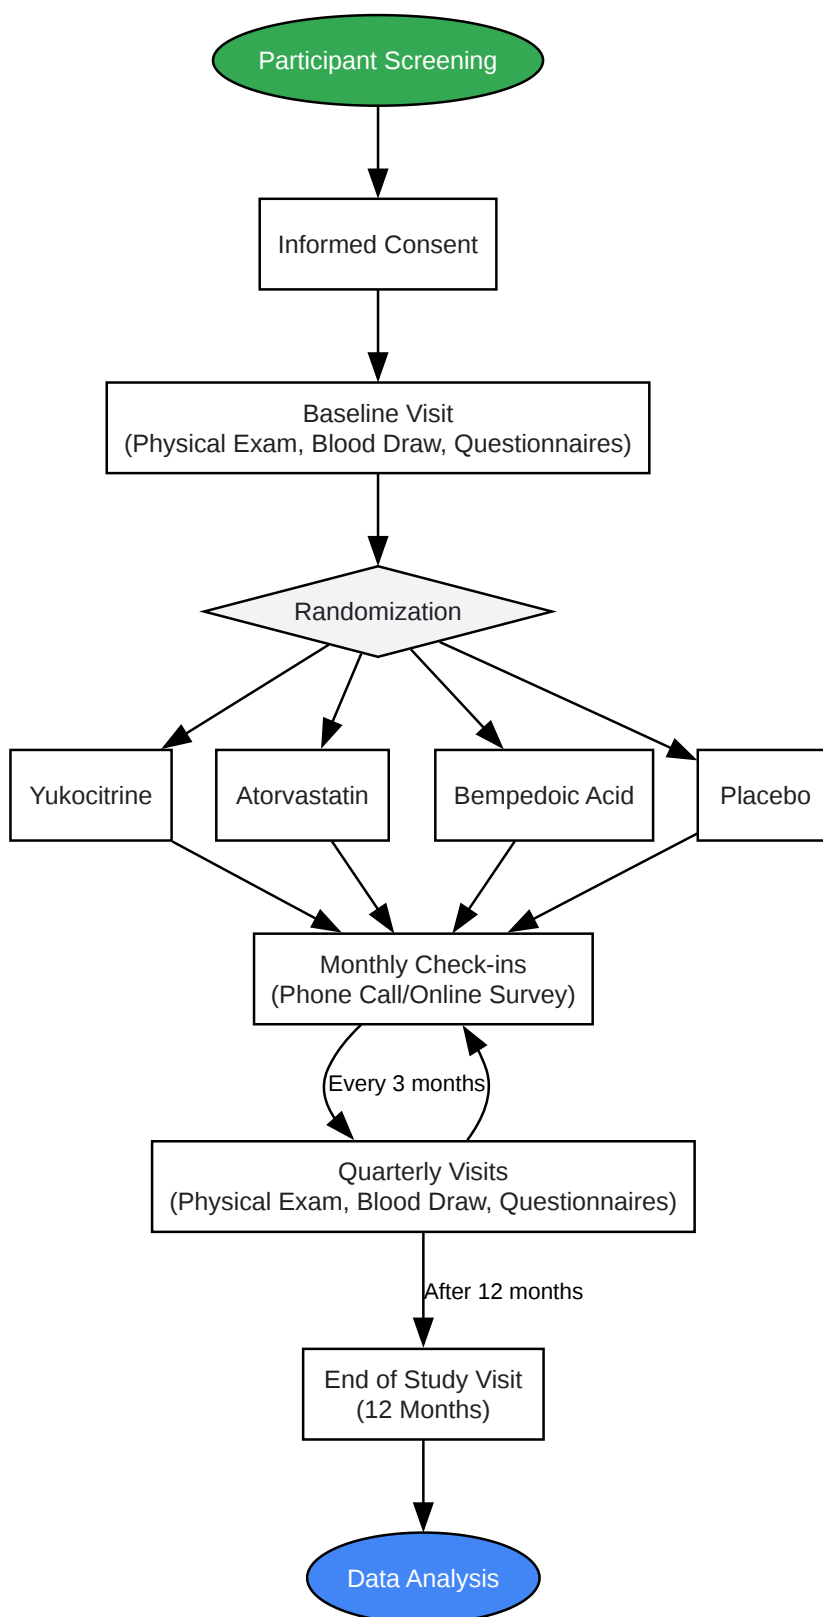 Participant Screening
Informed Consent
Baseline Visit
(Physical Exam, Blood Draw, Questionnaires)
Randomization
Yukocitrine
Atorvastatin
Bempedoic Acid
Placebo
Monthly Check-ins
(Phone Call/Online Survey)
Every 3 months
Quarterly Visits
(Physical Exam, Blood Draw, Questionnaires)
After 12 months
End of Study Visit
(12 Months)
Data Analysis